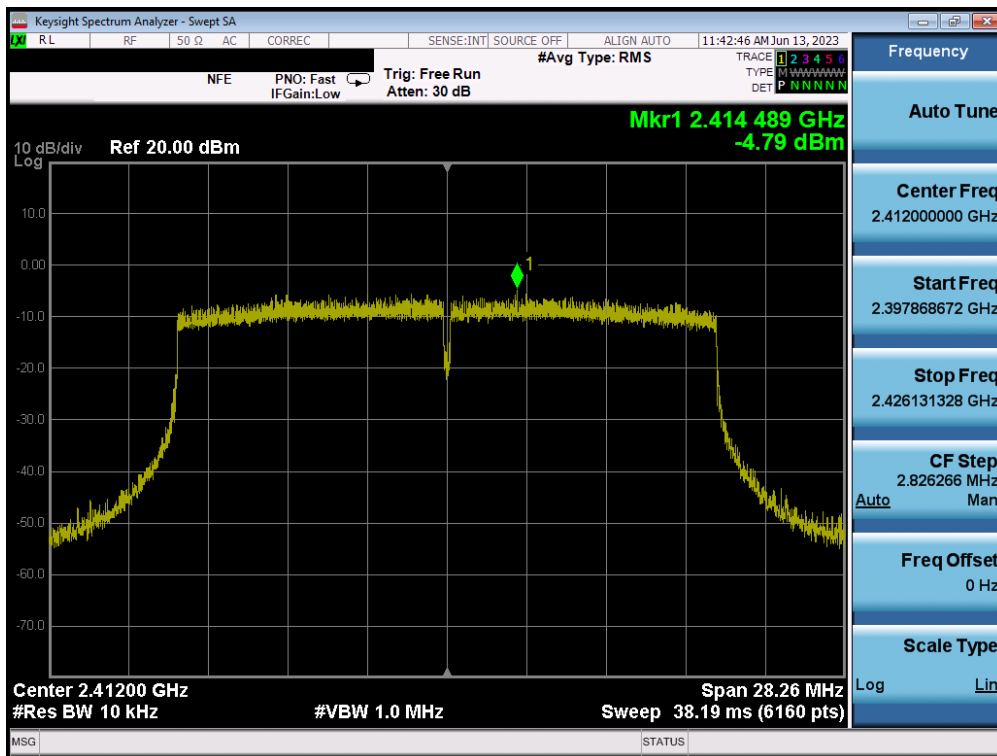 Keysight Spectrum Analyzer - Swept SA
LXI RL RF 50 Ω AC CORREC SENSE:INT SOURCE OFF ALIGN AUTO 11:42:46 AM Jun 13, 2023
NFE PNO: Fast Trig: Free Run #Avg Type: RMS TRACE 1 2 3 4 5 6
IFGain:Low Atten: 30 dB TYPE M WWWWW
DET P N N N N N
Mkr1 2.414 489 GHz
-4.79 dBm
10 dB/div Ref 20.00 dBm
Log
10.0
0.00
-10.0
-20.0
-30.0
-40.0
-50.0
-60.0
-70.0
1
Center 2.41200 GHz Span 28.26 MHz
#Res BW 10 kHz #VBW 1.0 MHz Sweep 38.19 ms (6160 pts)
MSG STATUS
Frequency
Auto Tune
Center Freq
2.412000000 GHz
Start Freq
2.397868672 GHz
Stop Freq
2.426131328 GHz
CF Step
2.826266 MHz
Auto Man
Freq Offset
0 Hz
Scale Type
Log Lin